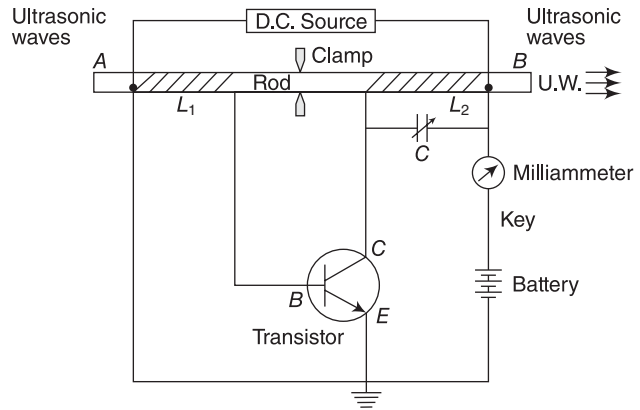 Ultrasonic
waves
D.C. Source
Ultrasonic
waves
Clamp
A
B
Rod
U.W.
L1
L2
C
Milliammeter
Key
C
B
Battery
E
Transistor